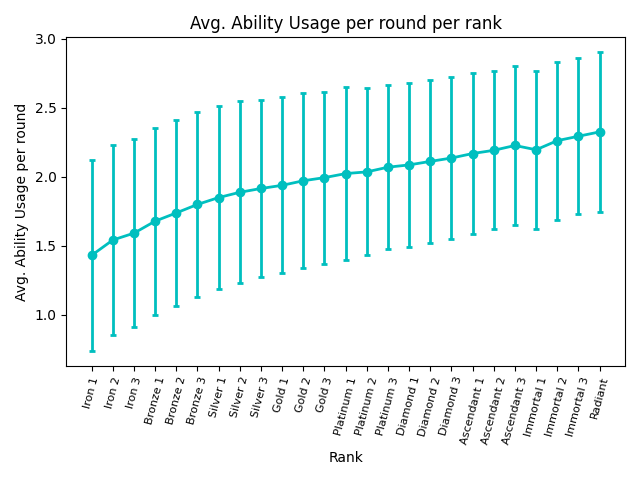 Avg. Ability Usage per round per rank
Avg. Ability Usage per round
3.0
2.5
2.0
1.5
1.0
Iron 1
Iron 2
Iron 3
Bronze 1
Bronze 2
Bronze 3
Silver 1
Silver 2
Silver 3
Gold 1
Gold 2
Gold 3
Platinum 1
Platinum 2
Platinum 3
Diamond 1
Diamond 2
Diamond 3
Ascendant 1
Ascendant 2
Ascendant 3
Immortal 1
Immortal 2
Immortal 3
Radiant
Rank